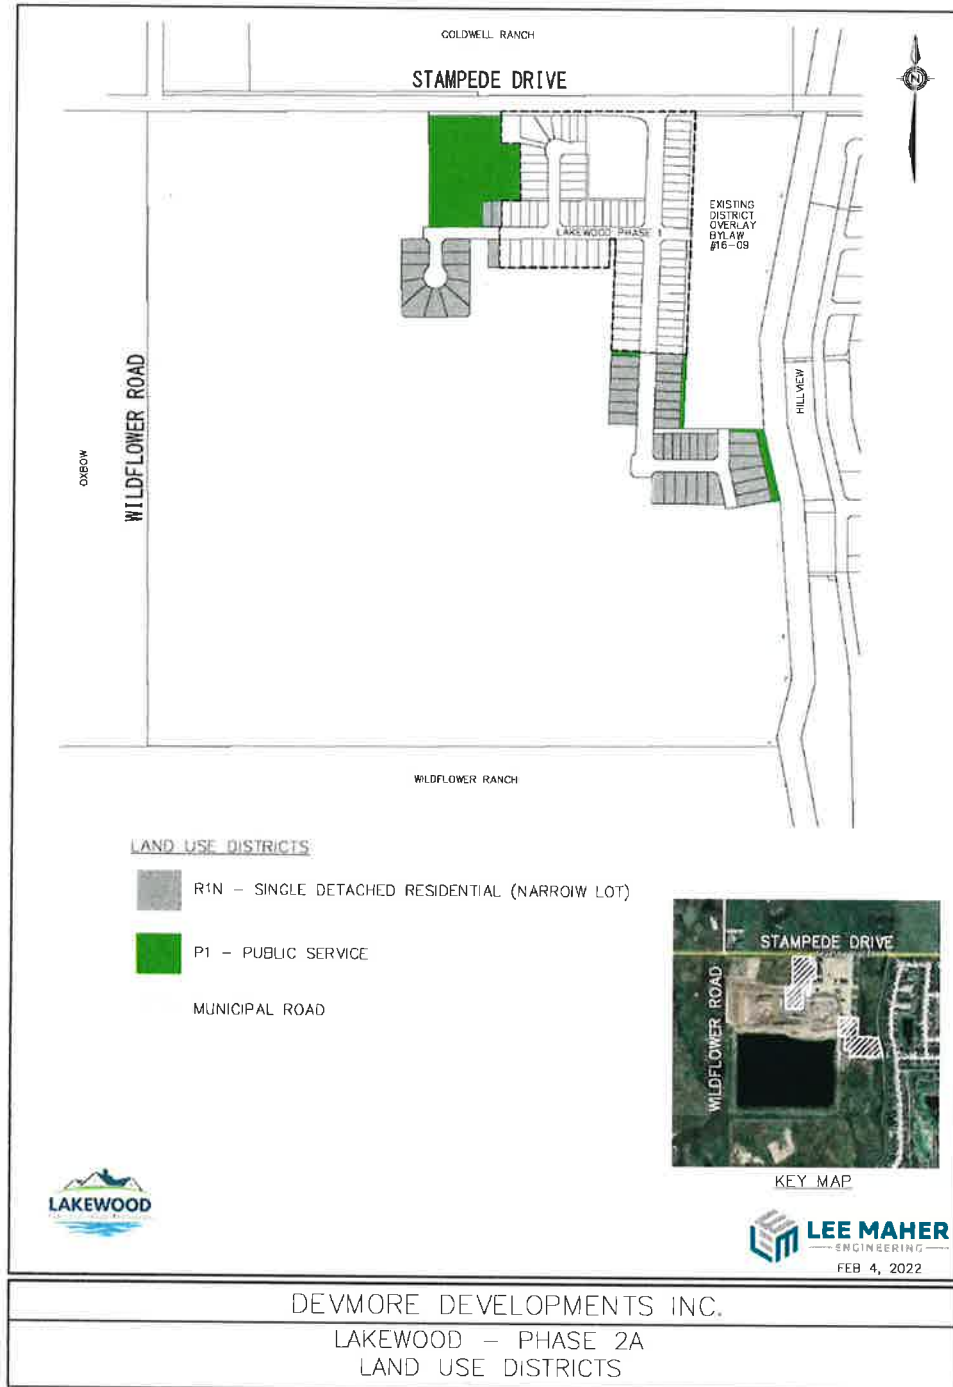 COLDWELL RANCH
STAMPEDE DRIVE
N
EXISTING
DISTRICT
OVERLAY
BYLAW
#16-09
LAKEWOOD PHASE 1
WILDFLOWER ROAD
OXBOW
HILLVIEW
WILDFLOWER RANCH
LAND USE DISTRICTS
R1N - SINGLE DETACHED RESIDENTIAL (NARROIW LOT)
P1 - PUBLIC SERVICE
MUNICIPAL ROAD
STAMPEDE DRIVE
WILDFLOWER ROAD
KEY MAP
LAKEWOOD
LEE MAHER
ENGINEERING
FEB 4, 2022
DEVMORE DEVELOPMENTS INC.
LAKEWOOD - PHASE 2A
LAND USE DISTRICTS